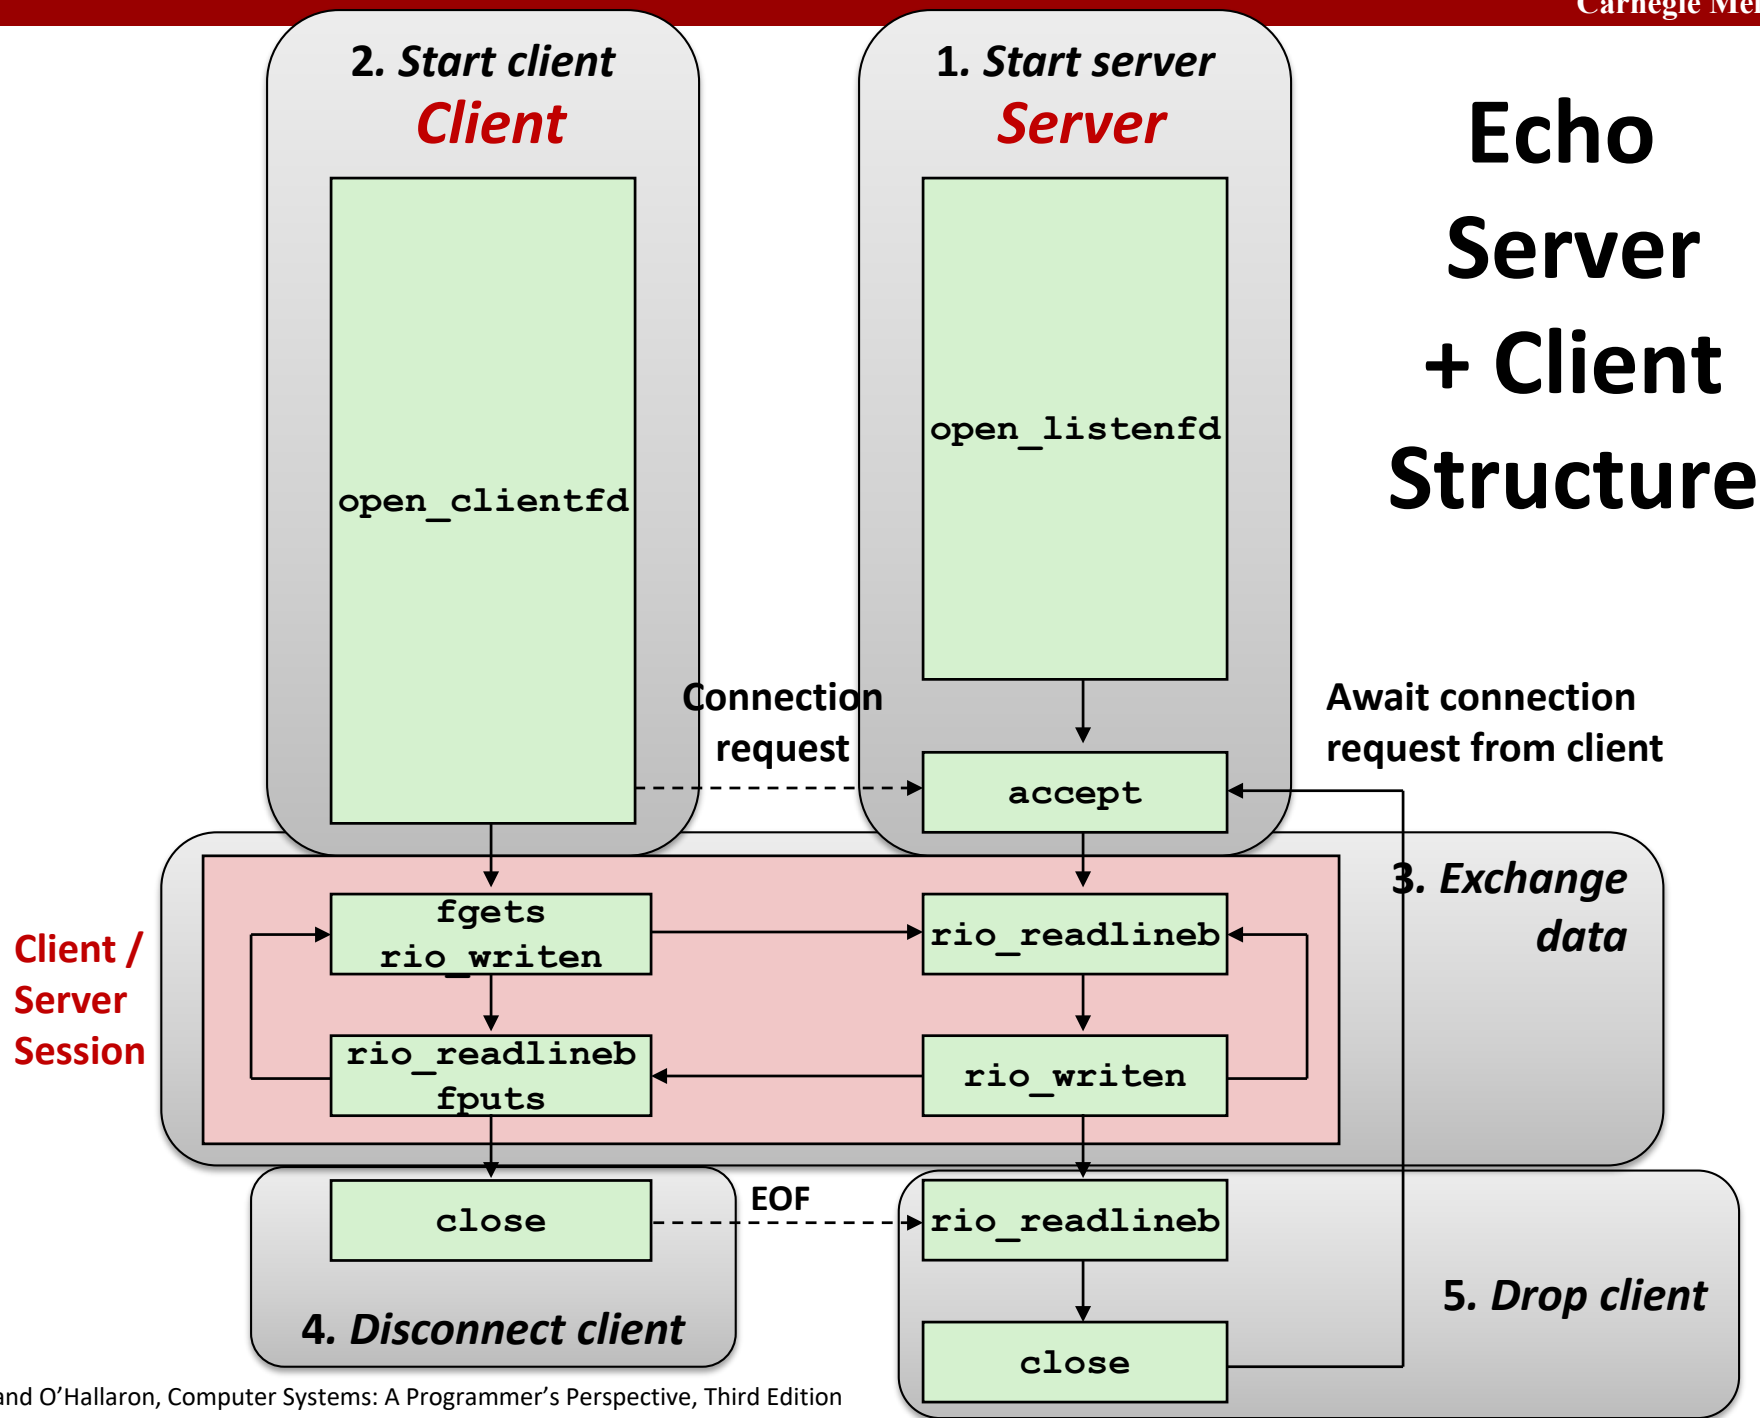 Carnegie Mel
2. Start client
Client
1. Start server
Server
Echo
Server
+ Client
Structure
open_listenfd
open_clientfd
Connection
request
Await connection
request from client
accept
3. Exchange
data
Client /
Server
Session
fgets
rio_writen
rio_readlineb
rio_readlineb
fputs
rio_writen
close
EOF
rio_readlineb
4. Disconnect client
5. Drop client
close
and O'Hallaron, Computer Systems: A Programmer's Perspective, Third Edition